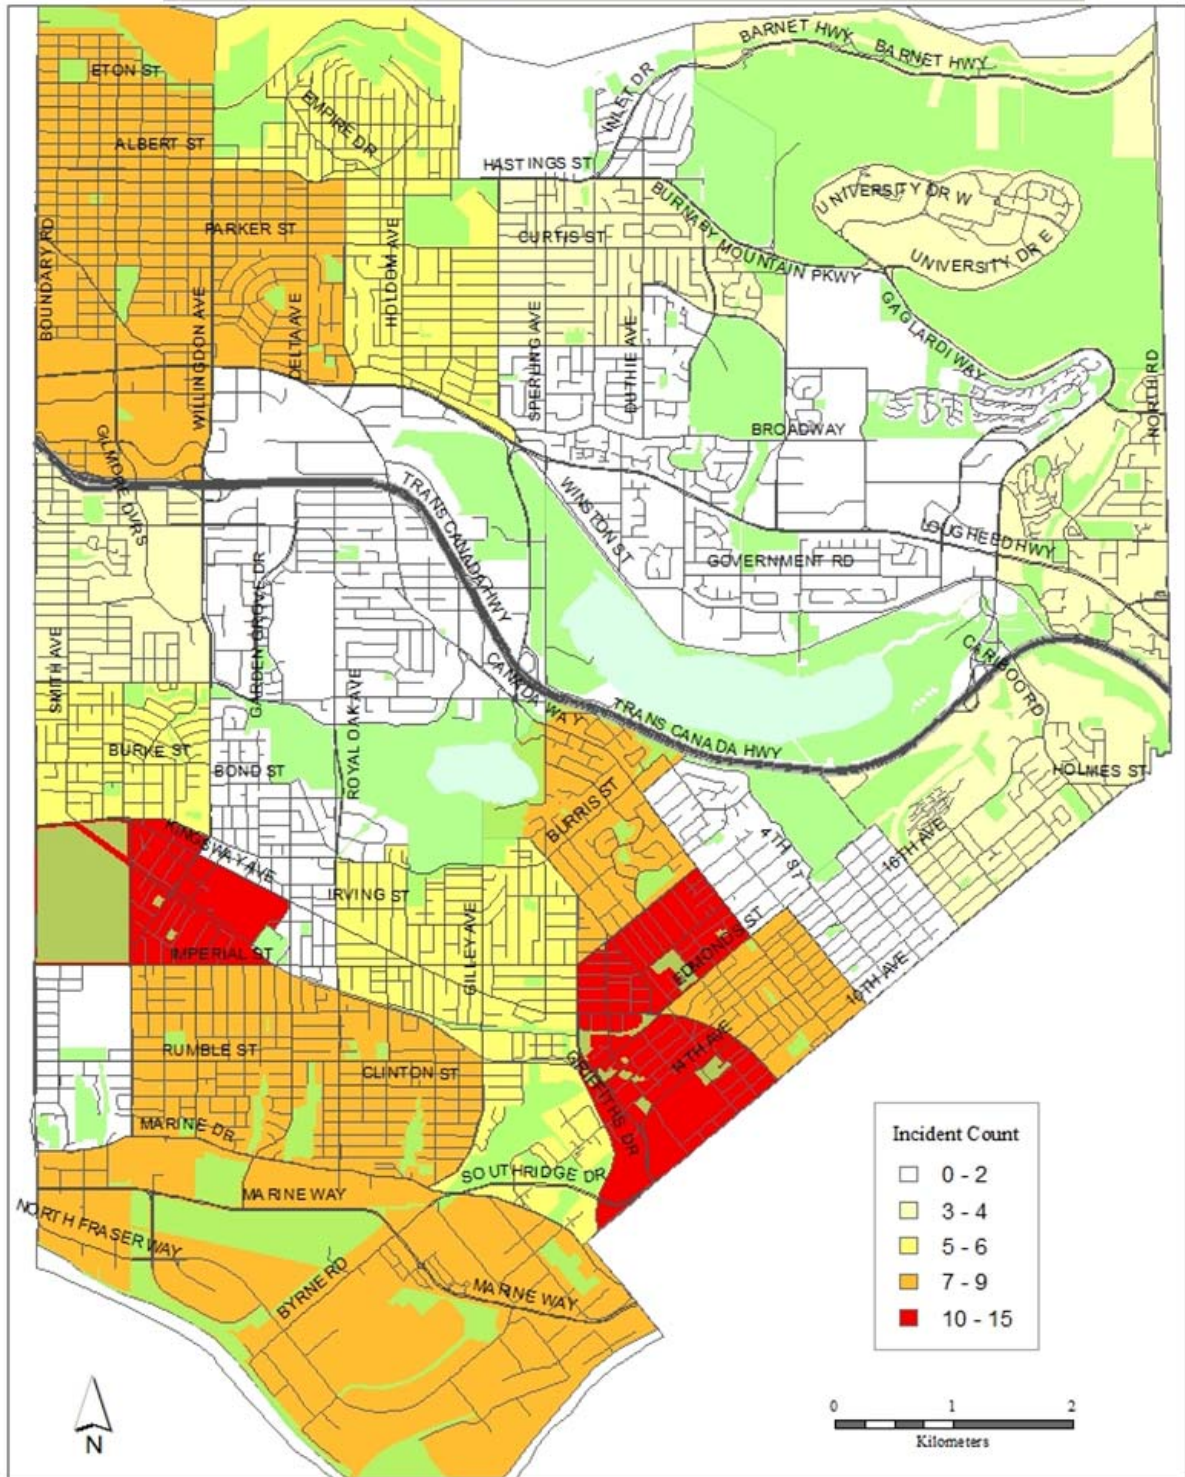 BARNET HWY
BARNET HWY
ETON ST
EMPIRE DR
INLET DR
ALBERT ST
HASTINGS ST
UNIVERSITY DR W
BURNABY MOUNTAIN PKWY
PARKER ST
CURTIS ST
UNIVERSITY DR E
BOUNDARY RD
HOLDOM AVE
WILLINGDON AVE
DELTA AVE
GAGLARDI WAY
SPERLING AVE
DUTHIE AVE
NORTH RD
BROADWAY
GILMORE DVRS
TRANS CANADA HWY
WINSTON ST
LOUGHEED HWY
GOVERNMENT RD
GARDEN GROVE DR
SMITH AVE
CARIBOO RD
CANADA WAY
ROYAL OAK AVE
TRANS CANADA HWY
BURKE ST
BOND ST
HOLMES ST
BURRIS ST
4TH ST
16TH AVE
KINGSWAY AVE
IRVING ST
GILLEY AVE
EDMONDS ST
IMPERIAL ST
10TH AVE
RUMBLE ST
14TH AVE
CLINTON ST
GRIFFITHS DR
MARINE DR
SOUTHRIDGE DR
MARINE WAY
NORTH FRASER WAY
BYRNE RD
MARINE WAY
Incident Count
0 - 2
3 - 4
5 - 6
7 - 9
10 - 15
N
0 1 2
Kilometers